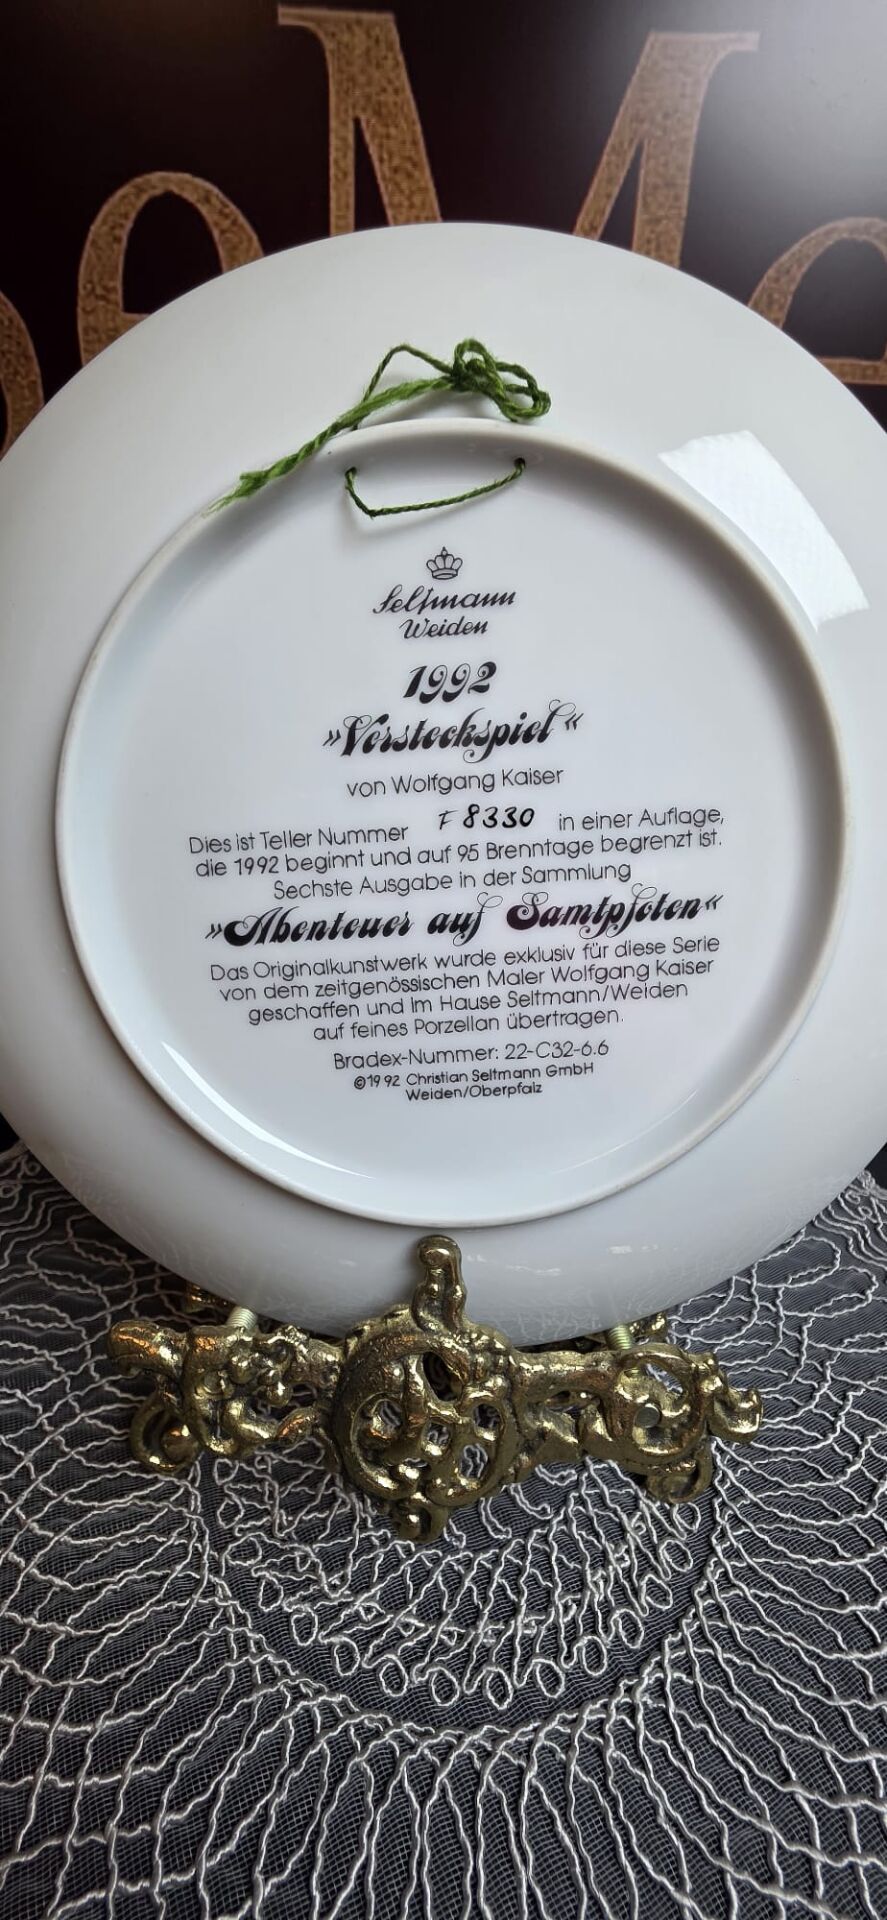 eMa
Seltmann
Weiden
1992
»Versteckspiel«
von Wolfgang Kaiser
Dies ist Teller Nummer F8330 in einer Auflage,
die 1992 beginnt und auf 95 Brenntage begrenzt ist.
Sechste Ausgabe in der Sammlung
»Abenteuer auf Samtpfoten«
Das Originalkunstwerk wurde exklusiv für diese Serie
von dem zeitgenössischen Maler Wolfgang Kaiser
geschaffen und im Hause Seltmann/Weiden
auf feines Porzellan übertragen.
Bradex-Nummer: 22-C32-6.6
©1992 Christian Seltmann GmbH
Weiden/Oberpfalz